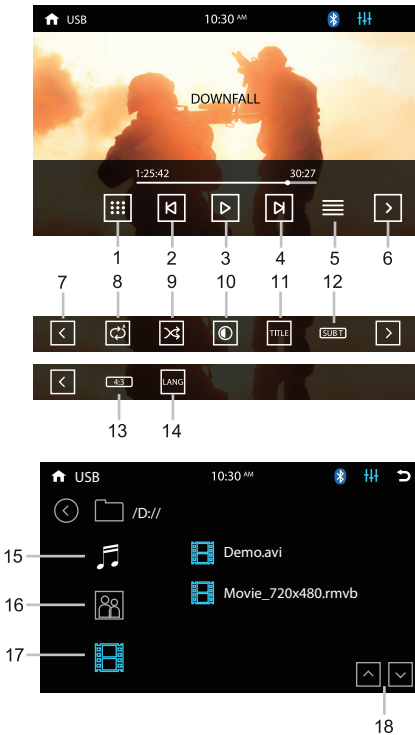 USB 10:30 AM
DOWNFALL
1:25:42 30:27
1 2 3 4 5 6
7 8 9 10 11 12
TITLE SUB T
4:3 LANG
13 14
USB 10:30 AM
/D://
15 Demo.avi
16 Movie_720x480.rmvb
17
18